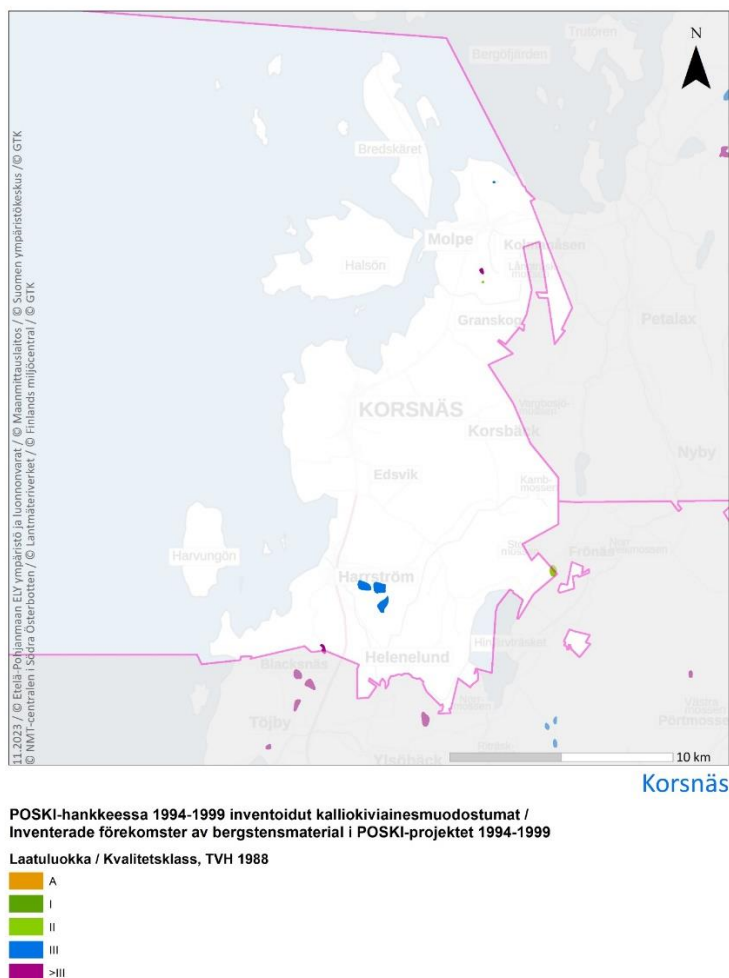 N
Trutören
Bergöfjärden
Bredskäret
Molpe
Halsön
Granskog
Petalax
KORSNÄS
Korsbäck
Nyby
Edsvik
Frönäs
Harvungön
Harrström
Helenelund
Blacksnäs
Töjby
Ylsöbäck
Västra
Pörtmossen
10 km
11.2023 / © Etelä-Pohjanmaan ELY ympäristö ja luonnonvarat / © Maanmittauslaitos / © Suomen ympäristökeskus /© GTK
© NMT-centralen i Södra Österbotten / © Lantmäteriverket / © Finlands miljöcentral / © GTK
Korsnäs
POSKI-hankkeessa 1994-1999 inventoidut kalliokiviainesmuodostumat /
Inventerade förekomster av bergstensmaterial i POSKI-projektet 1994-1999
Laatuluokka / Kvalitetsklass, TVH 1988
A
I
II
III
>III